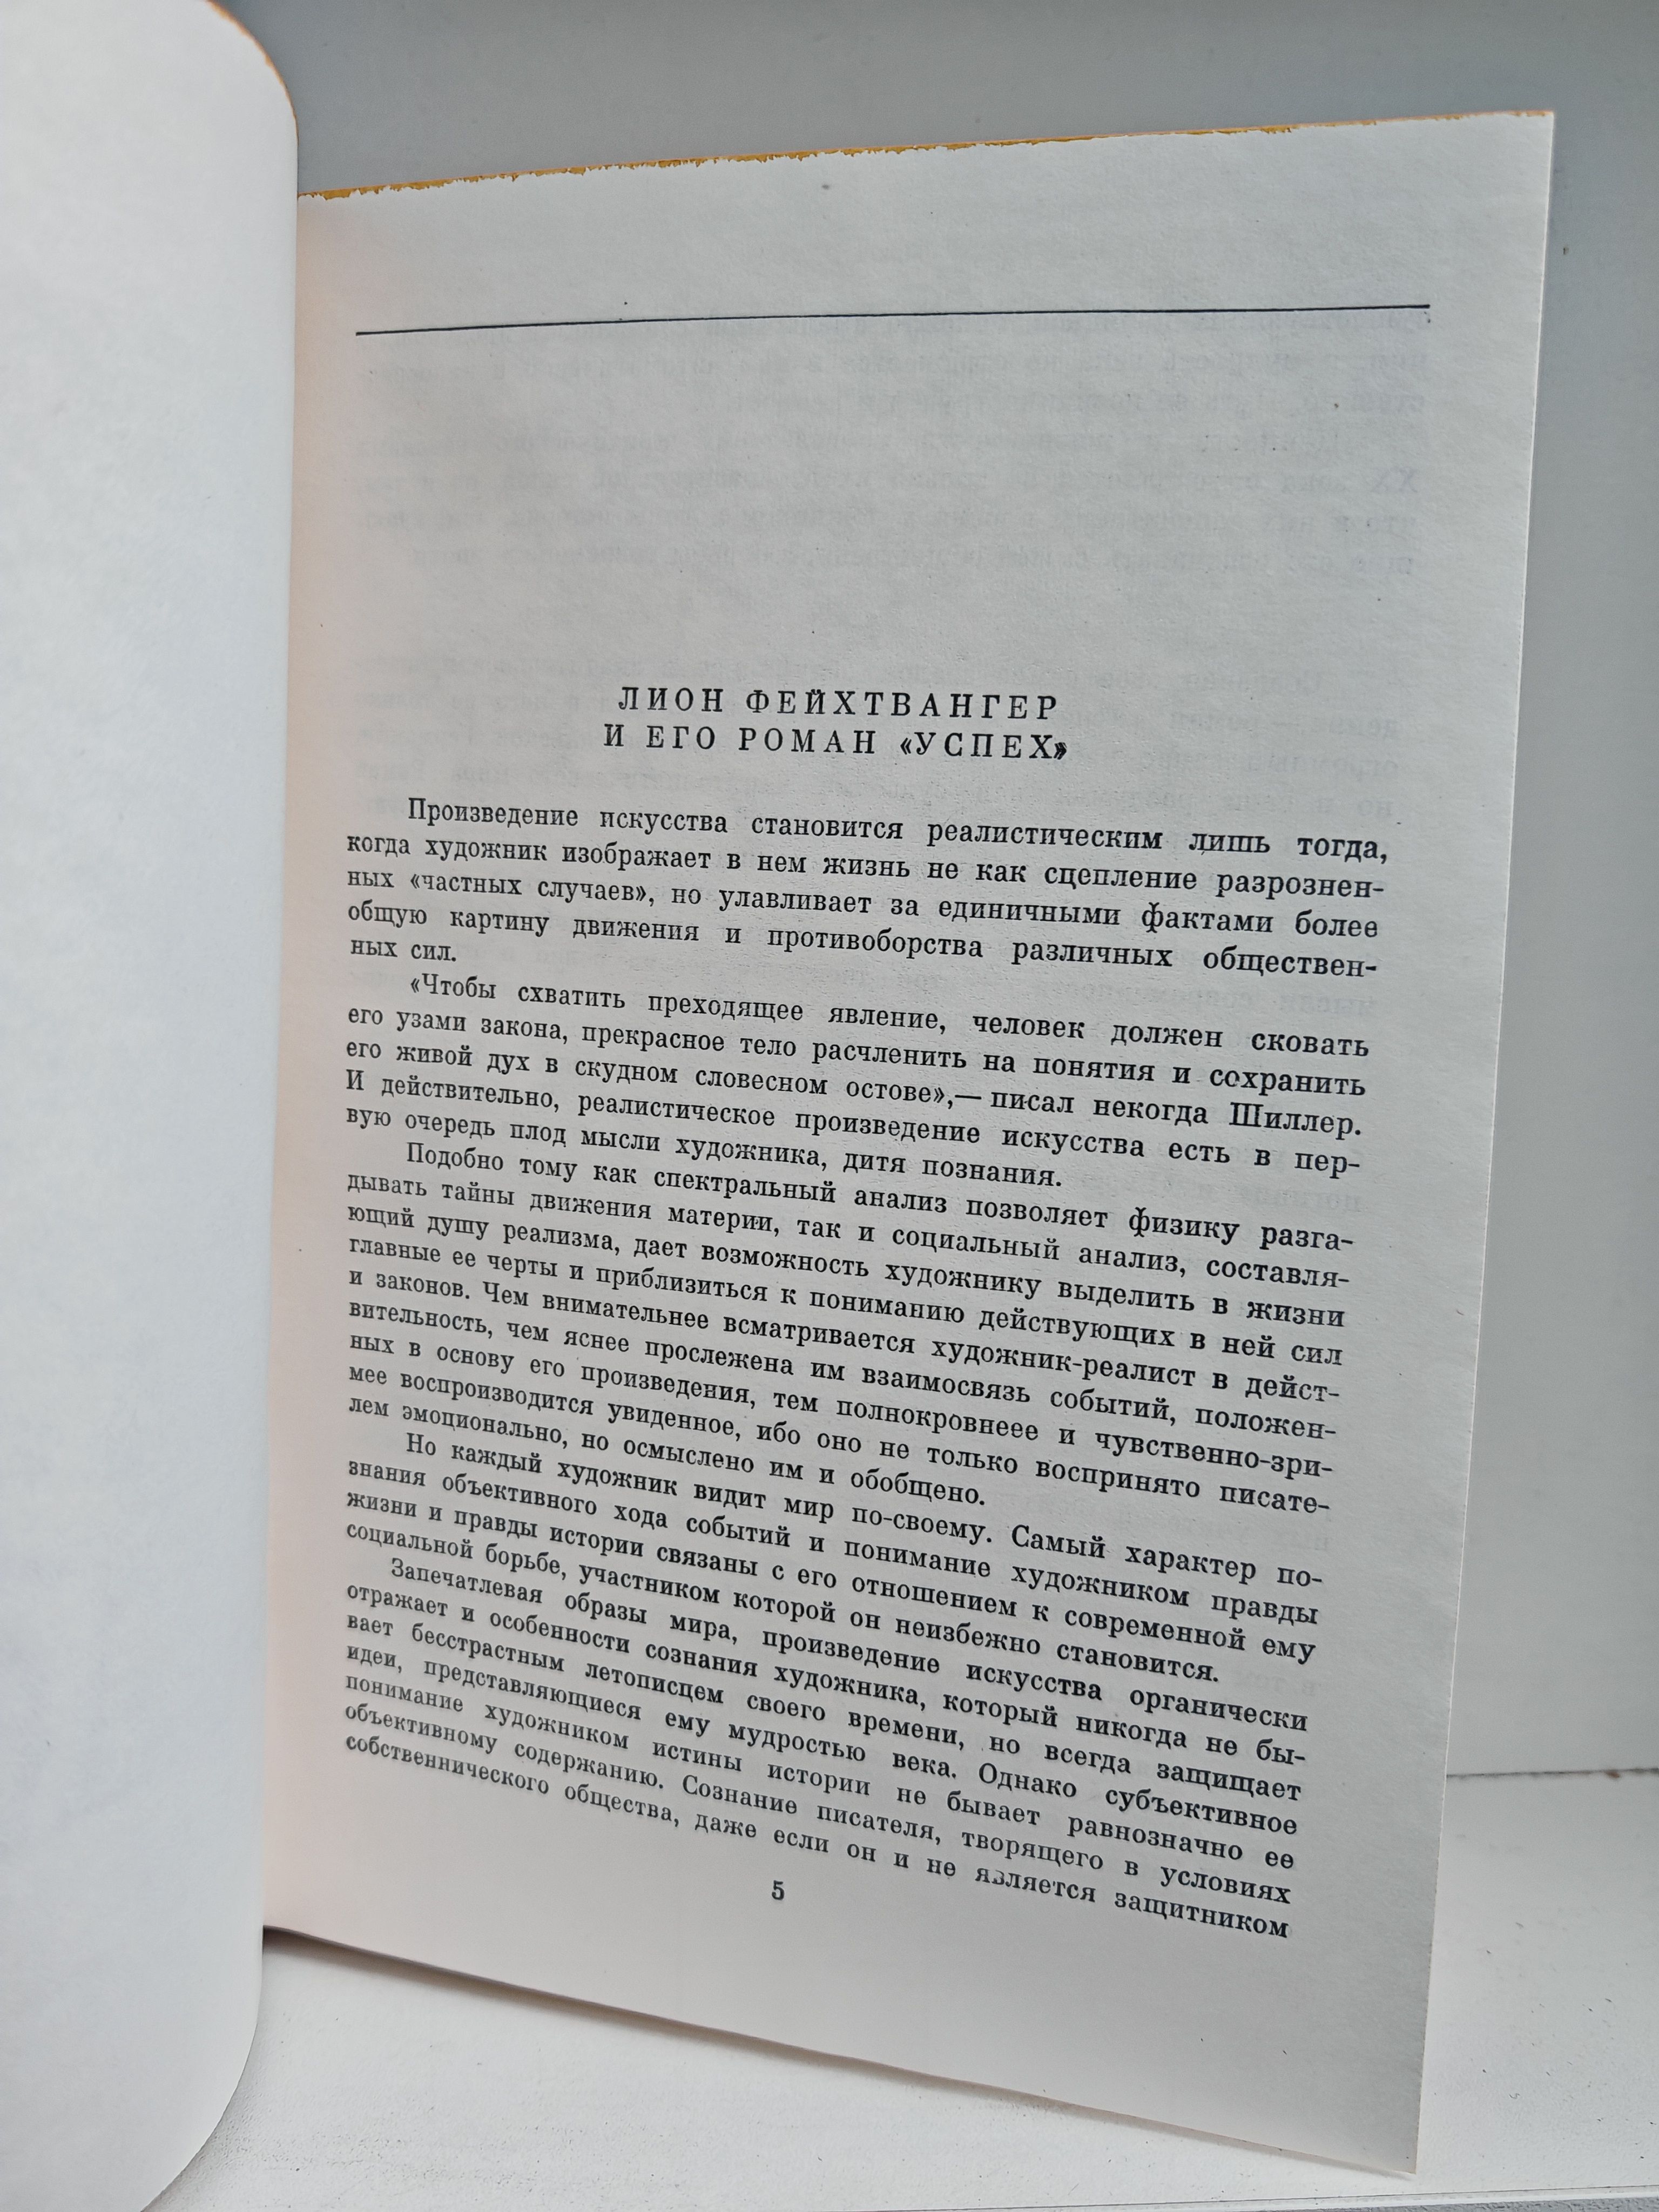 ЛИОН ФЕЙХТВАНГЕР
И ЕГО РОМАН «УСПЕХ»
Произведение искусства становится реалистическим лишь тогда,
когда художник изображает в нем жизнь не как сцепление разрознен-
ных «частных случаев», но улавливает за единичными фактами более
общую картину движения и противоборства различных обществен-
ных сил.
«Чтобы схватить преходящее явление, человек должен сковать
его узами закона, прекрасное тело расчленить на понятия и сохранить
его живой дух в скудном словесном остове»,— писал некогда Шиллер.
И действительно, реалистическое произведение искусства есть в пер-
вую очередь плод мысли художника, дитя познания.
Подобно тому как спектральный анализ позволяет физику разга-
дывать тайны движения материи, так и социальный анализ, составля-
ющий душу реализма, дает возможность художнику выделить в жизни
главные ее черты и приблизиться к пониманию действующих в ней сил
и законов. Чем внимательнее всматривается художник-реалист в дейст-
вительность, чем яснее прослежена им взаимосвязь событий, положен-
ных в основу его произведения, тем полнокровнеее и чувственно-зри-
мее воспроизводится увиденное, ибо оно не только воспринято писате-
лем эмоционально, но осмыслено им и обобщено.
Но каждый художник видит мир по-своему. Самый характер по-
знания объективного хода событий и понимание художником правды
жизни и правды истории связаны с его отношением к современной ему
социальной борьбе, участником которой он неизбежно становится.
Запечатлевая образы мира, произведение искусства органически
отражает и особенности сознания художника, который никогда не бы-
вает бесстрастным летописцем своего времени, но всегда защищает
идеи, представляющиеся ему мудростью века. Однако субъективное
понимание художником истины истории не бывает равнозначно ее
объективному содержанию. Сознание писателя, творящего в условиях
собственнического общества, даже если он и не является защитником
5